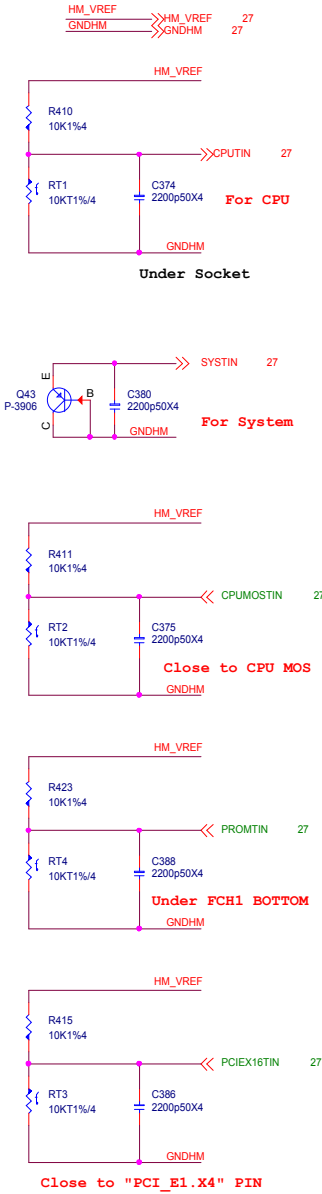 HM_VREF
HM_VREF 27
GNDHM
GNDHM 27
HM_VREF
R410
10K1%4
CPUTIN 27
RT1
10KT1%/4
C374
2200p50X4
For CPU
GNDHM
Under Socket
SYSTIN 27
E
Q43
P-3906
B
C380
2200p50X4
C
GNDHM
For System
HM_VREF
R411
10K1%4
CPUMOSTIN 27
RT2
10KT1%/4
C375
2200p50X4
Close to CPU MOS
GNDHM
HM_VREF
R423
10K1%4
PROMTIN 27
RT4
10KT1%/4
C388
2200p50X4
Under FCH1 BOTTOM
GNDHM
HM_VREF
R415
10K1%4
PCIEX16TIN 27
RT3
10KT1%/4
C386
2200p50X4
GNDHM
Close to "PCI_E1.X4" PIN